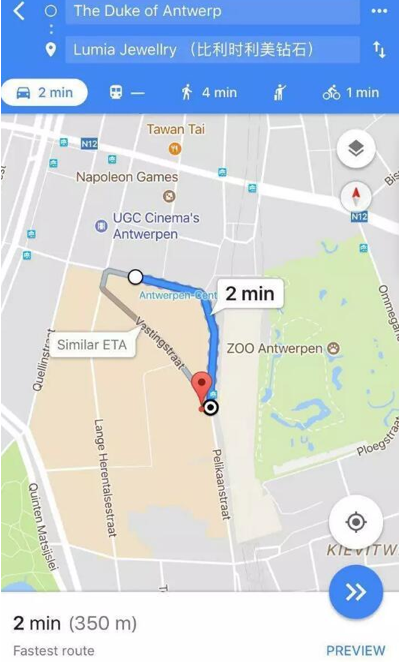 The Duke of Antwerp
Lumia Jewellry （比利时利美钻石）
2 min
—
4 min
1 min
Tawan Tai
N12
Napoleon Games
UGC Cinema's
Antwerpen
N12
Antwerpen-Cent
2 min
Vestingstraat
Similar ETA
ZOO Antwerpen
Quellinstraat
Ommegan
Ploegstraat
Lange Herentalsestraat
Pelikaanstraat
Quinten Matsijslei
KIEVITW
2 min (350 m)
Fastest route
PREVIEW